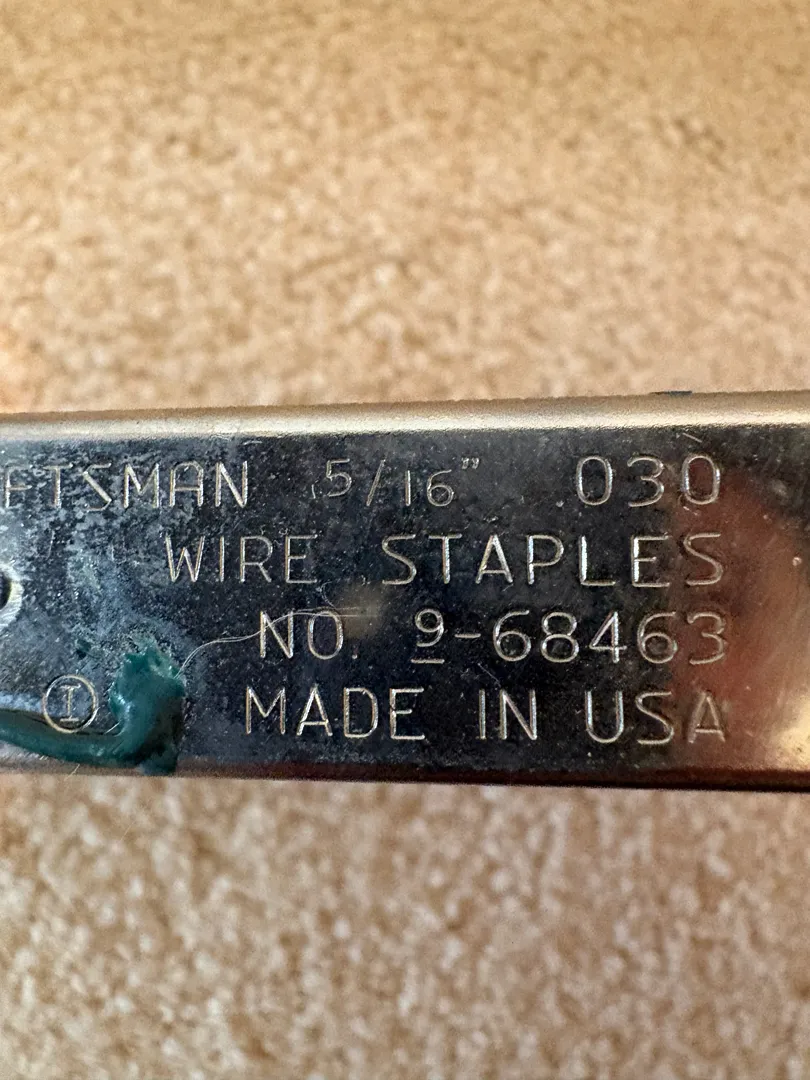 FTSMAN 5/16" 030
WIRE STAPLES
NO. 9-68463
MADE IN USA
I